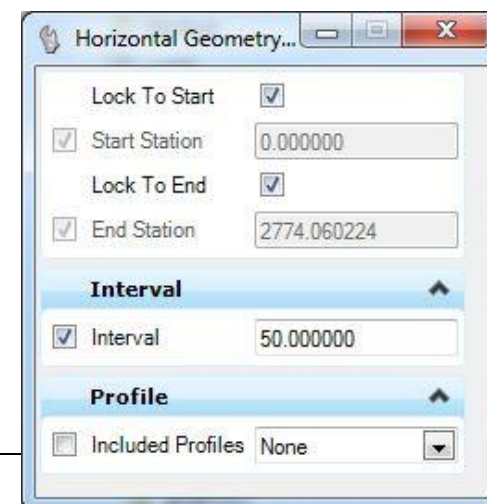 Horizontal Geometry...
Lock To Start
Start Station 0.000000
Lock To End
End Station 2774.060224
Interval
Interval 50.000000
Profile
Included Profiles None